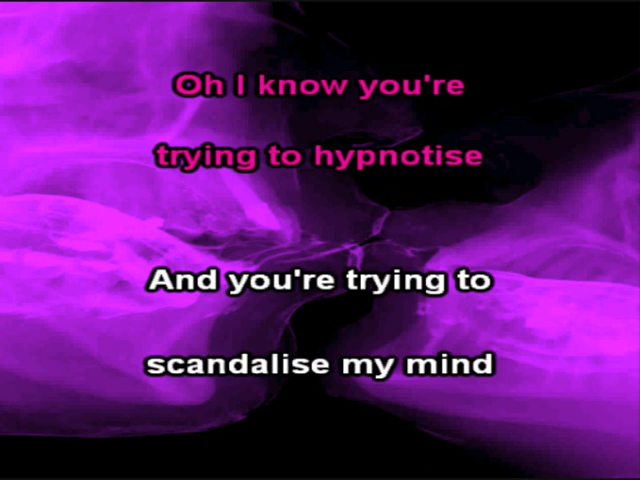 Oh I know you're
trying to hypnotise
And you're trying to
scandalise my mind